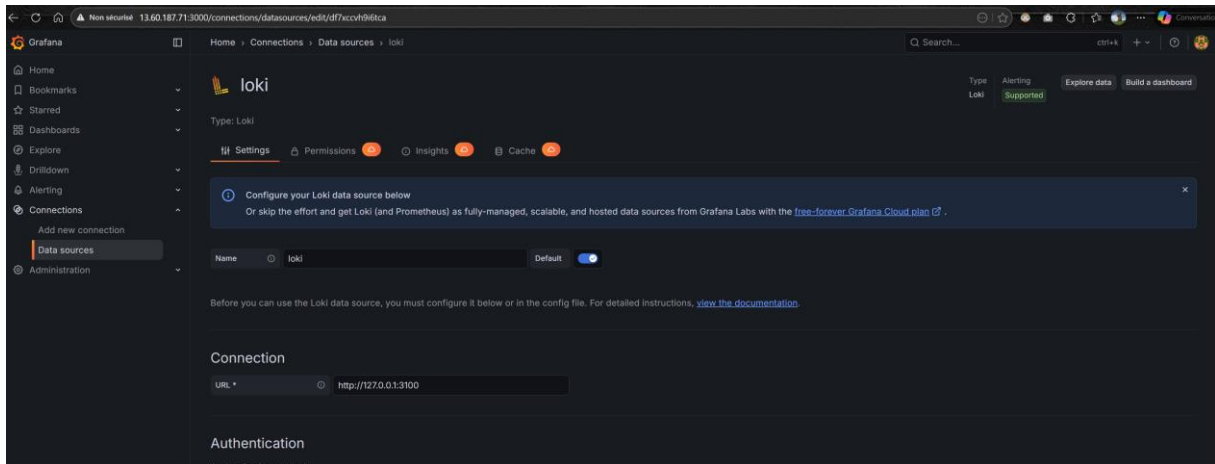 Non sécurisé 13.60.187.71:3000/connections/datasources/edit/df7xccvh9i6tca
Conversatio
Grafana
Home › Connections › Data sources › loki
Search...
ctrl+k
Home
Bookmarks
Starred
Dashboards
Explore
Drilldown
Alerting
Connections
Add new connection
Data sources
Administration
loki
Type
Loki
Alerting
Supported
Explore data
Build a dashboard
Type: Loki
Settings
Permissions
Insights
Cache
Configure your Loki data source below
Or skip the effort and get Loki (and Prometheus) as fully-managed, scalable, and hosted data sources from Grafana Labs with the free-forever Grafana Cloud plan .
Name
loki
Default
Before you can use the Loki data source, you must configure it below or in the config file. For detailed instructions, view the documentation.
Connection
URL *
http://127.0.0.1:3100
Authentication